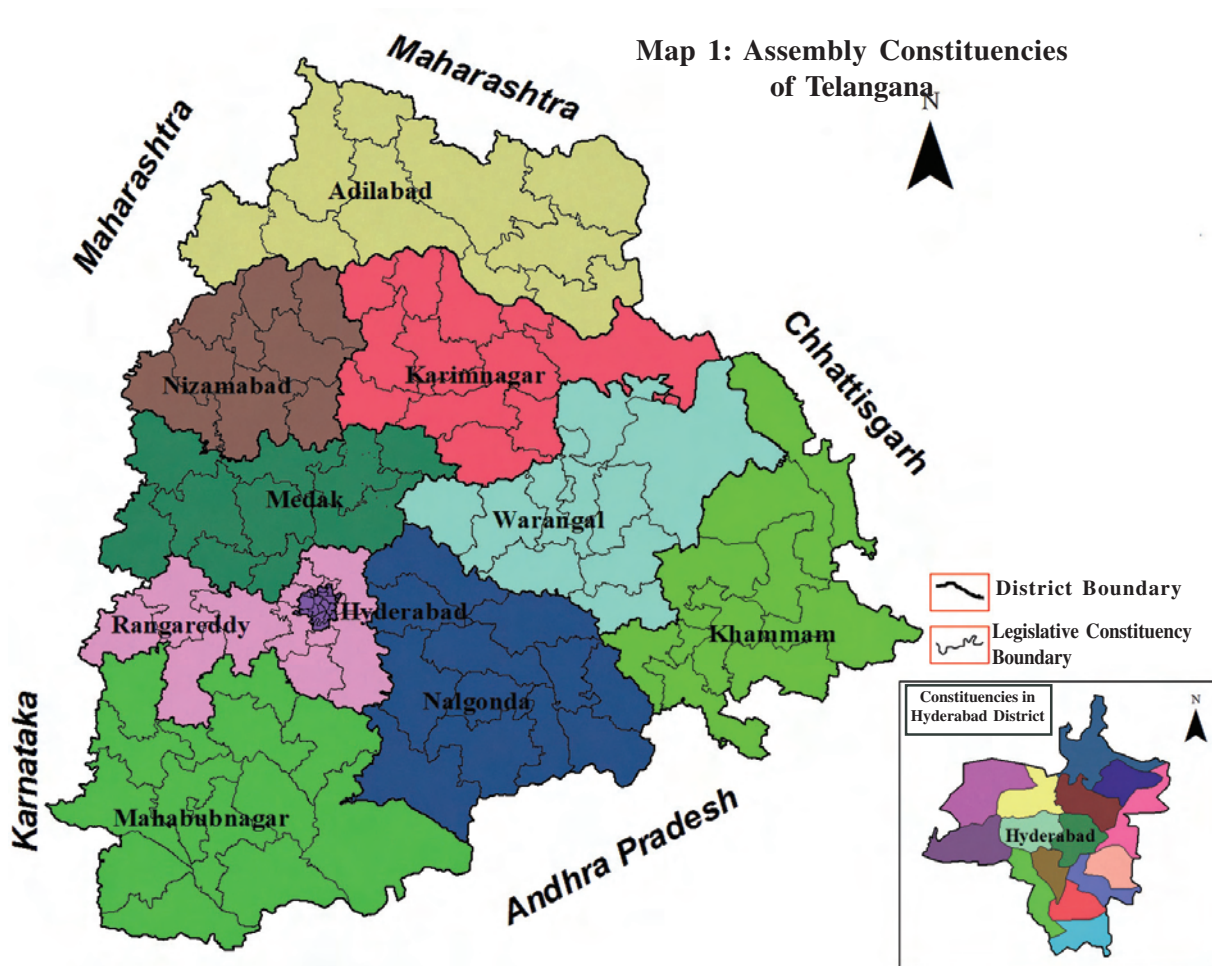 Map 1: Assembly Constituencies
of Telangana
N
Maharashtra
Maharashtra
Adilabad
Chhattisgarh
Nizamabad
Karimnagar
Medak
Warangal
Rangareddy
Hyderabad
Khammam
Nalgonda
Karnataka
Mahabubnagar
Andhra Pradesh
District Boundary
Legislative Constituency
Boundary
Constituencies in
Hyderabad District
N
Hyderabad